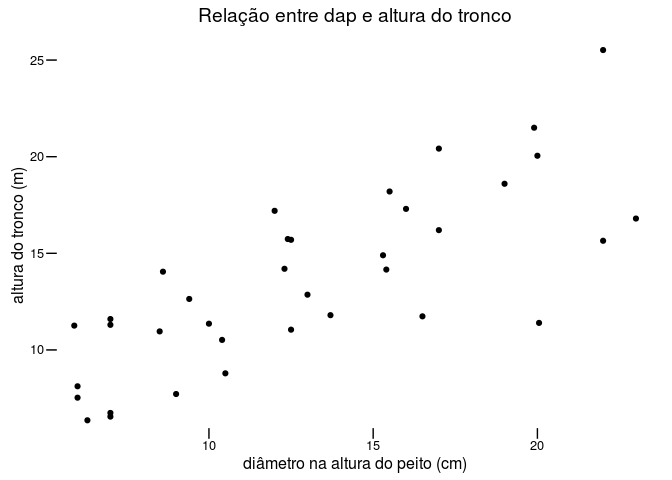 Relação entre dap e altura do tronco
altura do tronco (m)
25
20
15
10
10 15 20
diâmetro na altura do peito (cm)